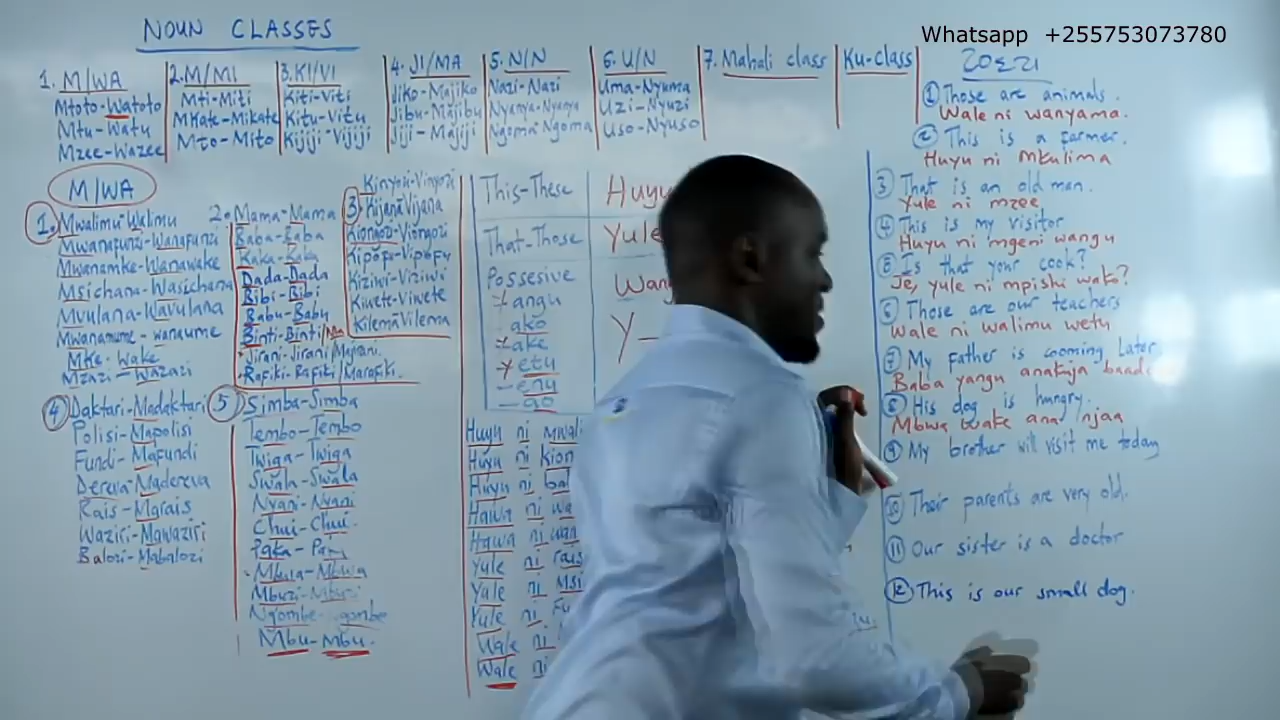 NOUN CLASSES
Whatsapp +255753073780
1. M/WA
Mtoto-Watoto
Mtu-Watu
Mzee-Wazee
2. M/MI
Mti-Miti
Mkate-Mikate
Mto-Mito
3. KI/VI
Kiti-Viti
Kitu-Vitu
Kijiji-Vijiji
4. JI/MA
Jiko-Majiko
Jibu-Majibu
Jiji-Majiji
5. N/N
Nazi-Nazi
Nyanya-Nyanya
Ngoma Ngoma
6. U/N
Uma-Nyuma
Uzi-Nyuzi
Uso-Nyuso
7. Mahali class
Ku-class
M/WA
1. Mwalimu-Walimu
Mwanafunzi-Wanafunzi
Mwanamke-Wanawake
Msichana-Wasichana
Mvulana-Wavulana
Mwanamume-wanaume
Mke-Wake
Mzazi-Wazazi
2. Mama-Mama
Baba-Baba
Kaka-Kaka
Dada-Dada
Bibi-Bibi
Babu-Babu
Binti-Binti/
Jirani-Jirani/Majirani.
Rafiki-Rafiki/Marafiki.
Kinyozi-Vinyozi
3. Kijana Vijana
Kiongozi-Viongozi
Kipofu-Vipofu
Kiziwi-Viziwi
Kiwete-Viwete
Kilema Vilema
4 Daktari-Madaktari
Polisi-Mapolisi
Fundi-Mafundi
Dereva-Madereva
Rais-Marais
Waziri-Mawaziri
Balozi-Mabalozi
5 Simba-Simba
Tembo-Tembo
Twiga-Twiga
Swala-Swala
Nyani-Nyani
Chui-Chui.
Paka-Paka
Mbwa-Mbwa
Mbuzi-Mbuzi
Ngombe-ngombe
Mbu-Mbu.
This-These
Huyu
That-Those
Yule
Possesive
angu
ako
ake
etu
enu
ao
Y-
Huyu ni
Huyu ni
Huyu ni
Hawa ni
Hawa ni
Yule ni
Yule ni
Yule ni
Wale ni
Wale ni
ZOEZI
1 Those are animals.
Wale ni wanyama.
2 This is a farmer.
Huyu ni Mkulima
3 That is an old man.
Yule ni mzee
4 This is my visitor
Huyu ni mgeni wangu
5 Is that your cook?
Je, yule ni mpishi wako?
6 Those are our teachers
Wale ni walimu wetu
7 My Father is cooming Later
Baba yangu anakuja baade
8 His dog is hungry.
Mbwa wake ana njaa
9 My brother will visit me today
10 Their parents are very old.
11 Our sister is a doctor
12 This is our small dog.